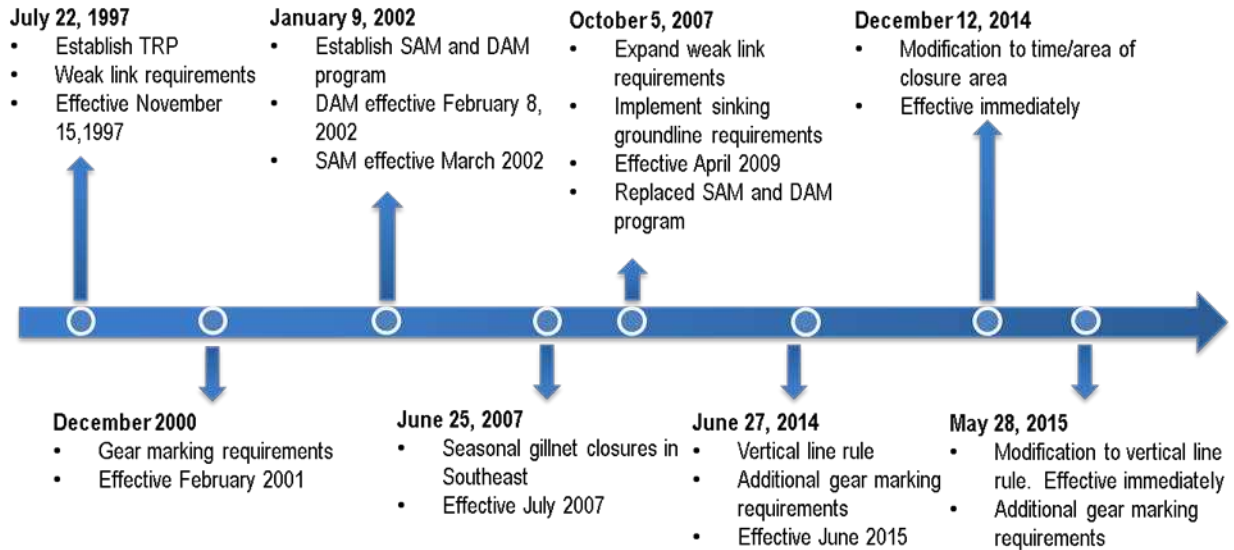 July 22, 1997
• Establish TRP
• Weak link requirements
• Effective November
15,1997
January 9, 2002
• Establish SAM and DAM
program
• DAM effective February 8,
2002
• SAM effective March 2002
October 5, 2007
• Expand weak link
requirements
• Implement sinking
groundline requirements
• Effective April 2009
• Replaced SAM and DAM
program
December 12, 2014
• Modification to time/area of
closure area
• Effective immediately
December 2000
• Gear marking requirements
• Effective February 2001
June 25, 2007
• Seasonal gillnet closures in
Southeast
• Effective July 2007
June 27, 2014
• Vertical line rule
• Additional gear marking
requirements
• Effective June 2015
May 28, 2015
• Modification to vertical line
rule. Effective immediately
• Additional gear marking
requirements